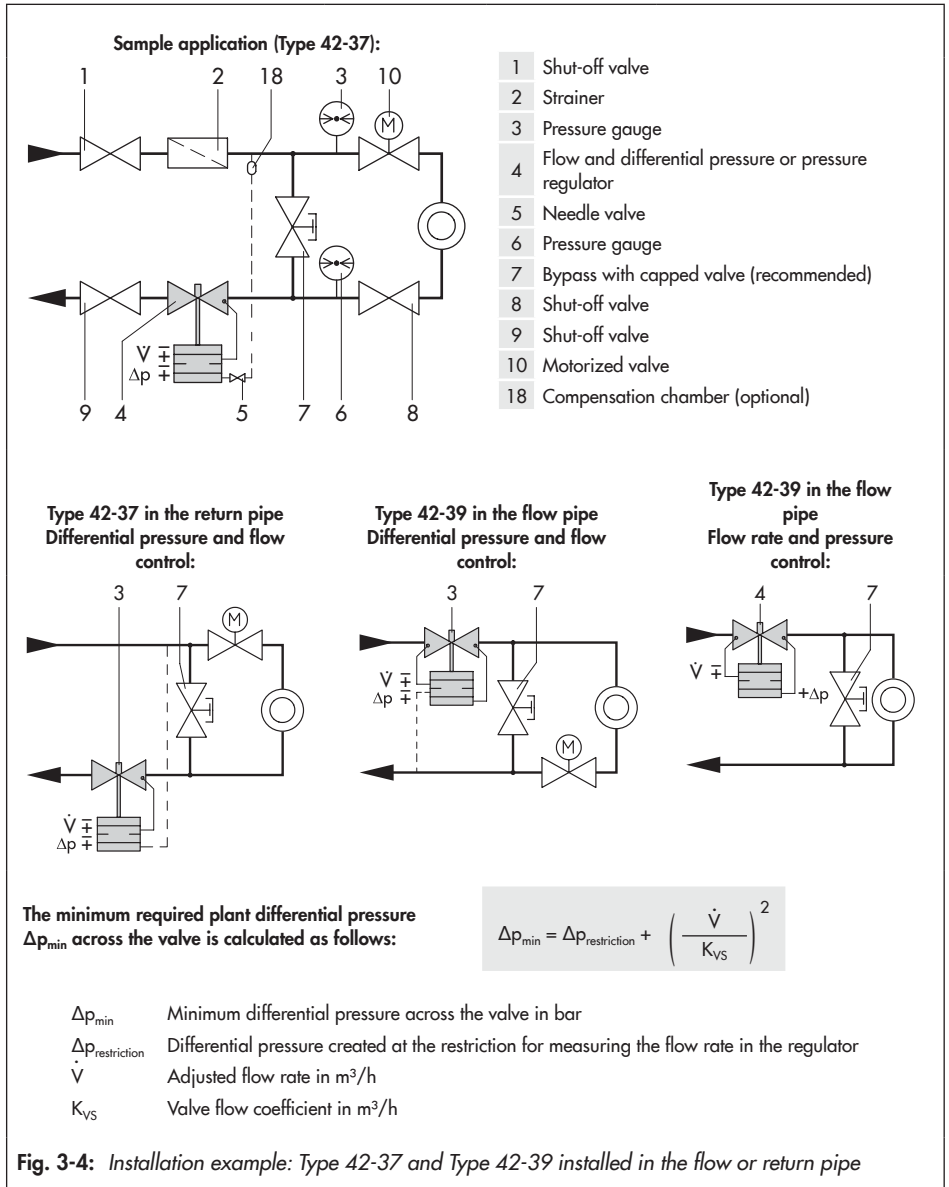 Sample application (Type 42-37):
1 2 18 3 10
M
V̇ ∓
Δp ∓
9 4 5 7 6 8
1 Shut-off valve
2 Strainer
3 Pressure gauge
4 Flow and differential pressure or pressure
regulator
5 Needle valve
6 Pressure gauge
7 Bypass with capped valve (recommended)
8 Shut-off valve
9 Shut-off valve
10 Motorized valve
18 Compensation chamber (optional)
Type 42-37 in the return pipe
Differential pressure and flow
control:
3 7
M
V̇ ∓
Δp ∓
Type 42-39 in the flow pipe
Differential pressure and flow
control:
3 7
V̇ ∓
Δp ∓
M
Type 42-39 in the flow
pipe
Flow rate and pressure
control:
4 7
V̇ ∓
+Δp
The minimum required plant differential pressure
Δpmin across the valve is calculated as follows:
Δpmin = Δprestriction + ( V̇ / KVS )²
Δpmin Minimum differential pressure across the valve in bar
Δprestriction Differential pressure created at the restriction for measuring the flow rate in the regulator
V̇ Adjusted flow rate in m³/h
KVS Valve flow coefficient in m³/h
Fig. 3-4: Installation example: Type 42-37 and Type 42-39 installed in the flow or return pipe